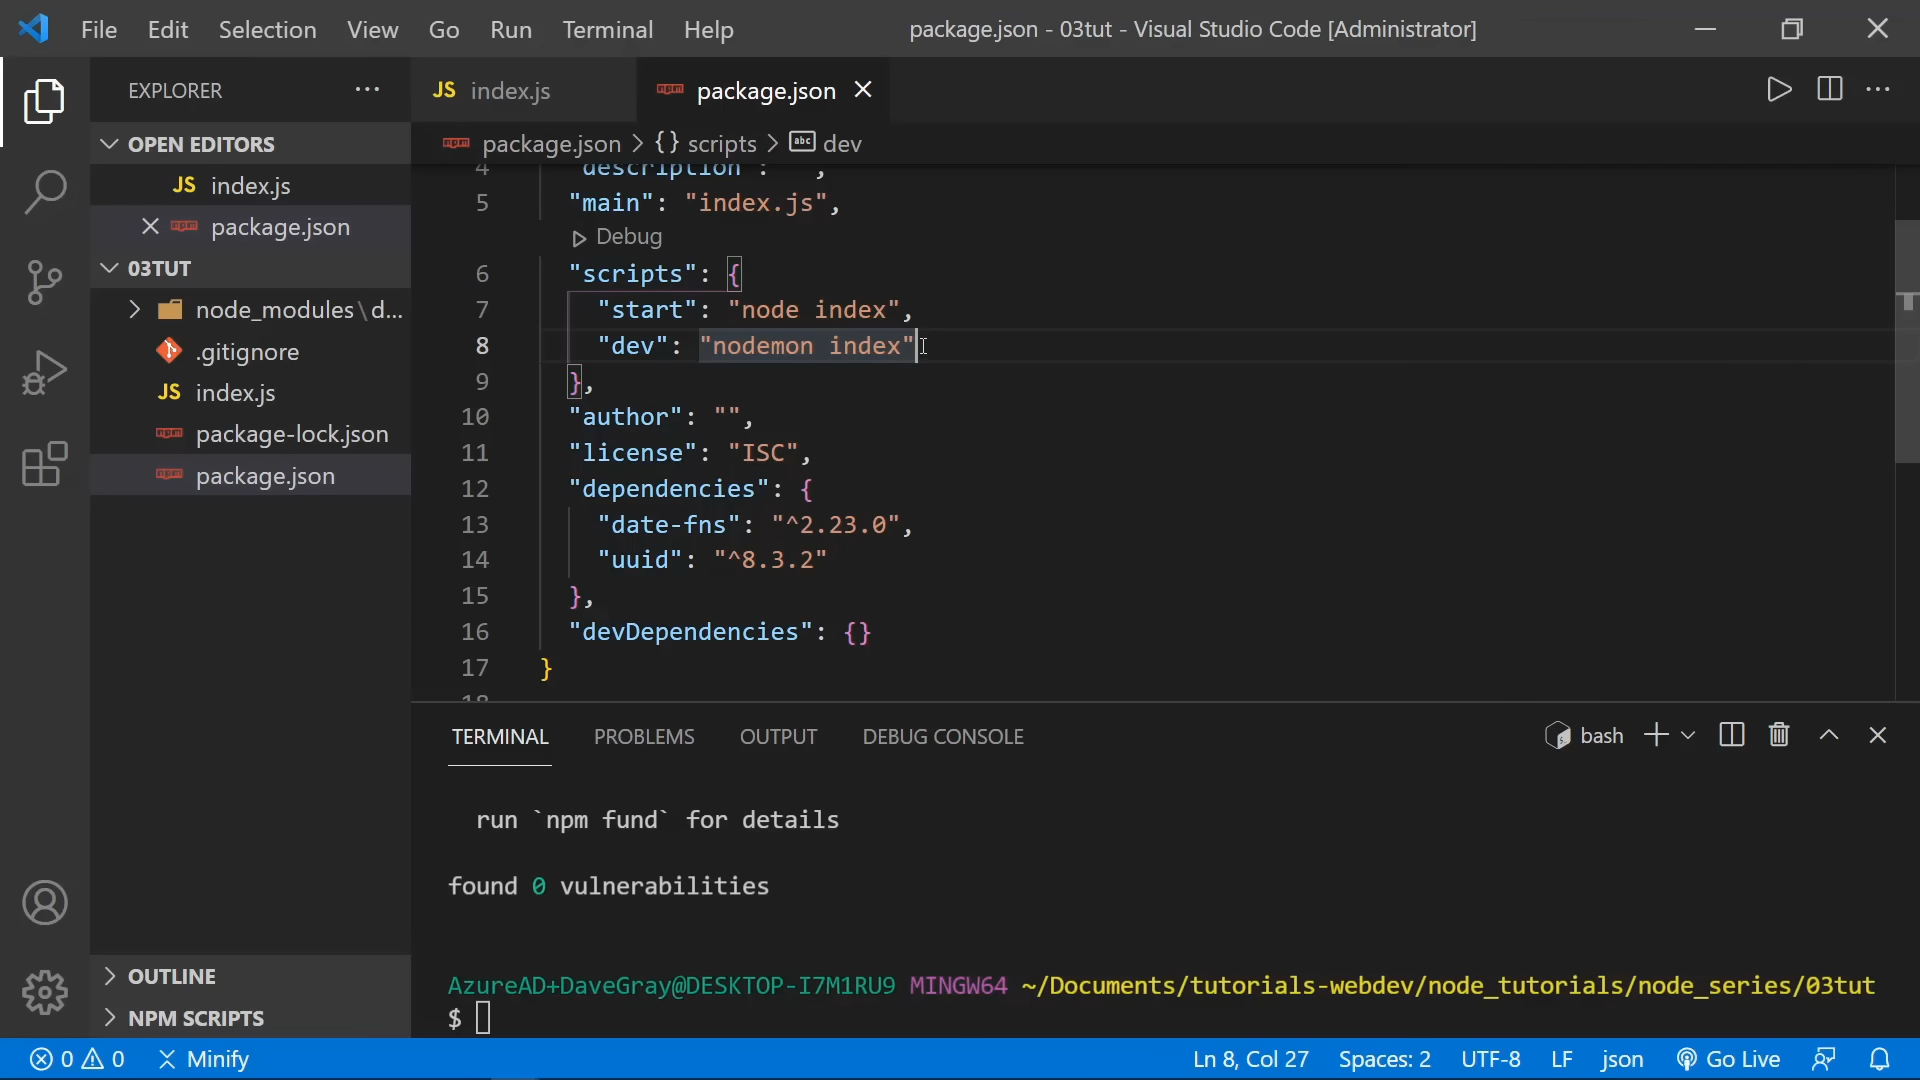 File Edit Selection View Go Run Terminal Help package.json - 03tut - Visual Studio Code [Administrator]
EXPLORER
JS index.js
package.json
OPEN EDITORS
package.json > {} scripts > abc dev
JS index.js
package.json
03TUT
node_modules\d...
.gitignore
JS index.js
package-lock.json
package.json
OUTLINE
NPM SCRIPTS
4 "description": "",
5 "main": "index.js",
Debug
6 "scripts": {
7 "start": "node index",
8 "dev": "nodemon index"
9 },
10 "author": "",
11 "license": "ISC",
12 "dependencies": {
13 "date-fns": "^2.23.0",
14 "uuid": "^8.3.2"
15 },
16 "devDependencies": {}
17 }
18
TERMINAL PROBLEMS OUTPUT DEBUG CONSOLE bash
run `npm fund` for details
found 0 vulnerabilities
AzureAD+DaveGray@DESKTOP-I7M1RU9 MINGW64 ~/Documents/tutorials-webdev/node_tutorials/node_series/03tut
$
0 0 Minify Ln 8, Col 27 Spaces: 2 UTF-8 LF json Go Live